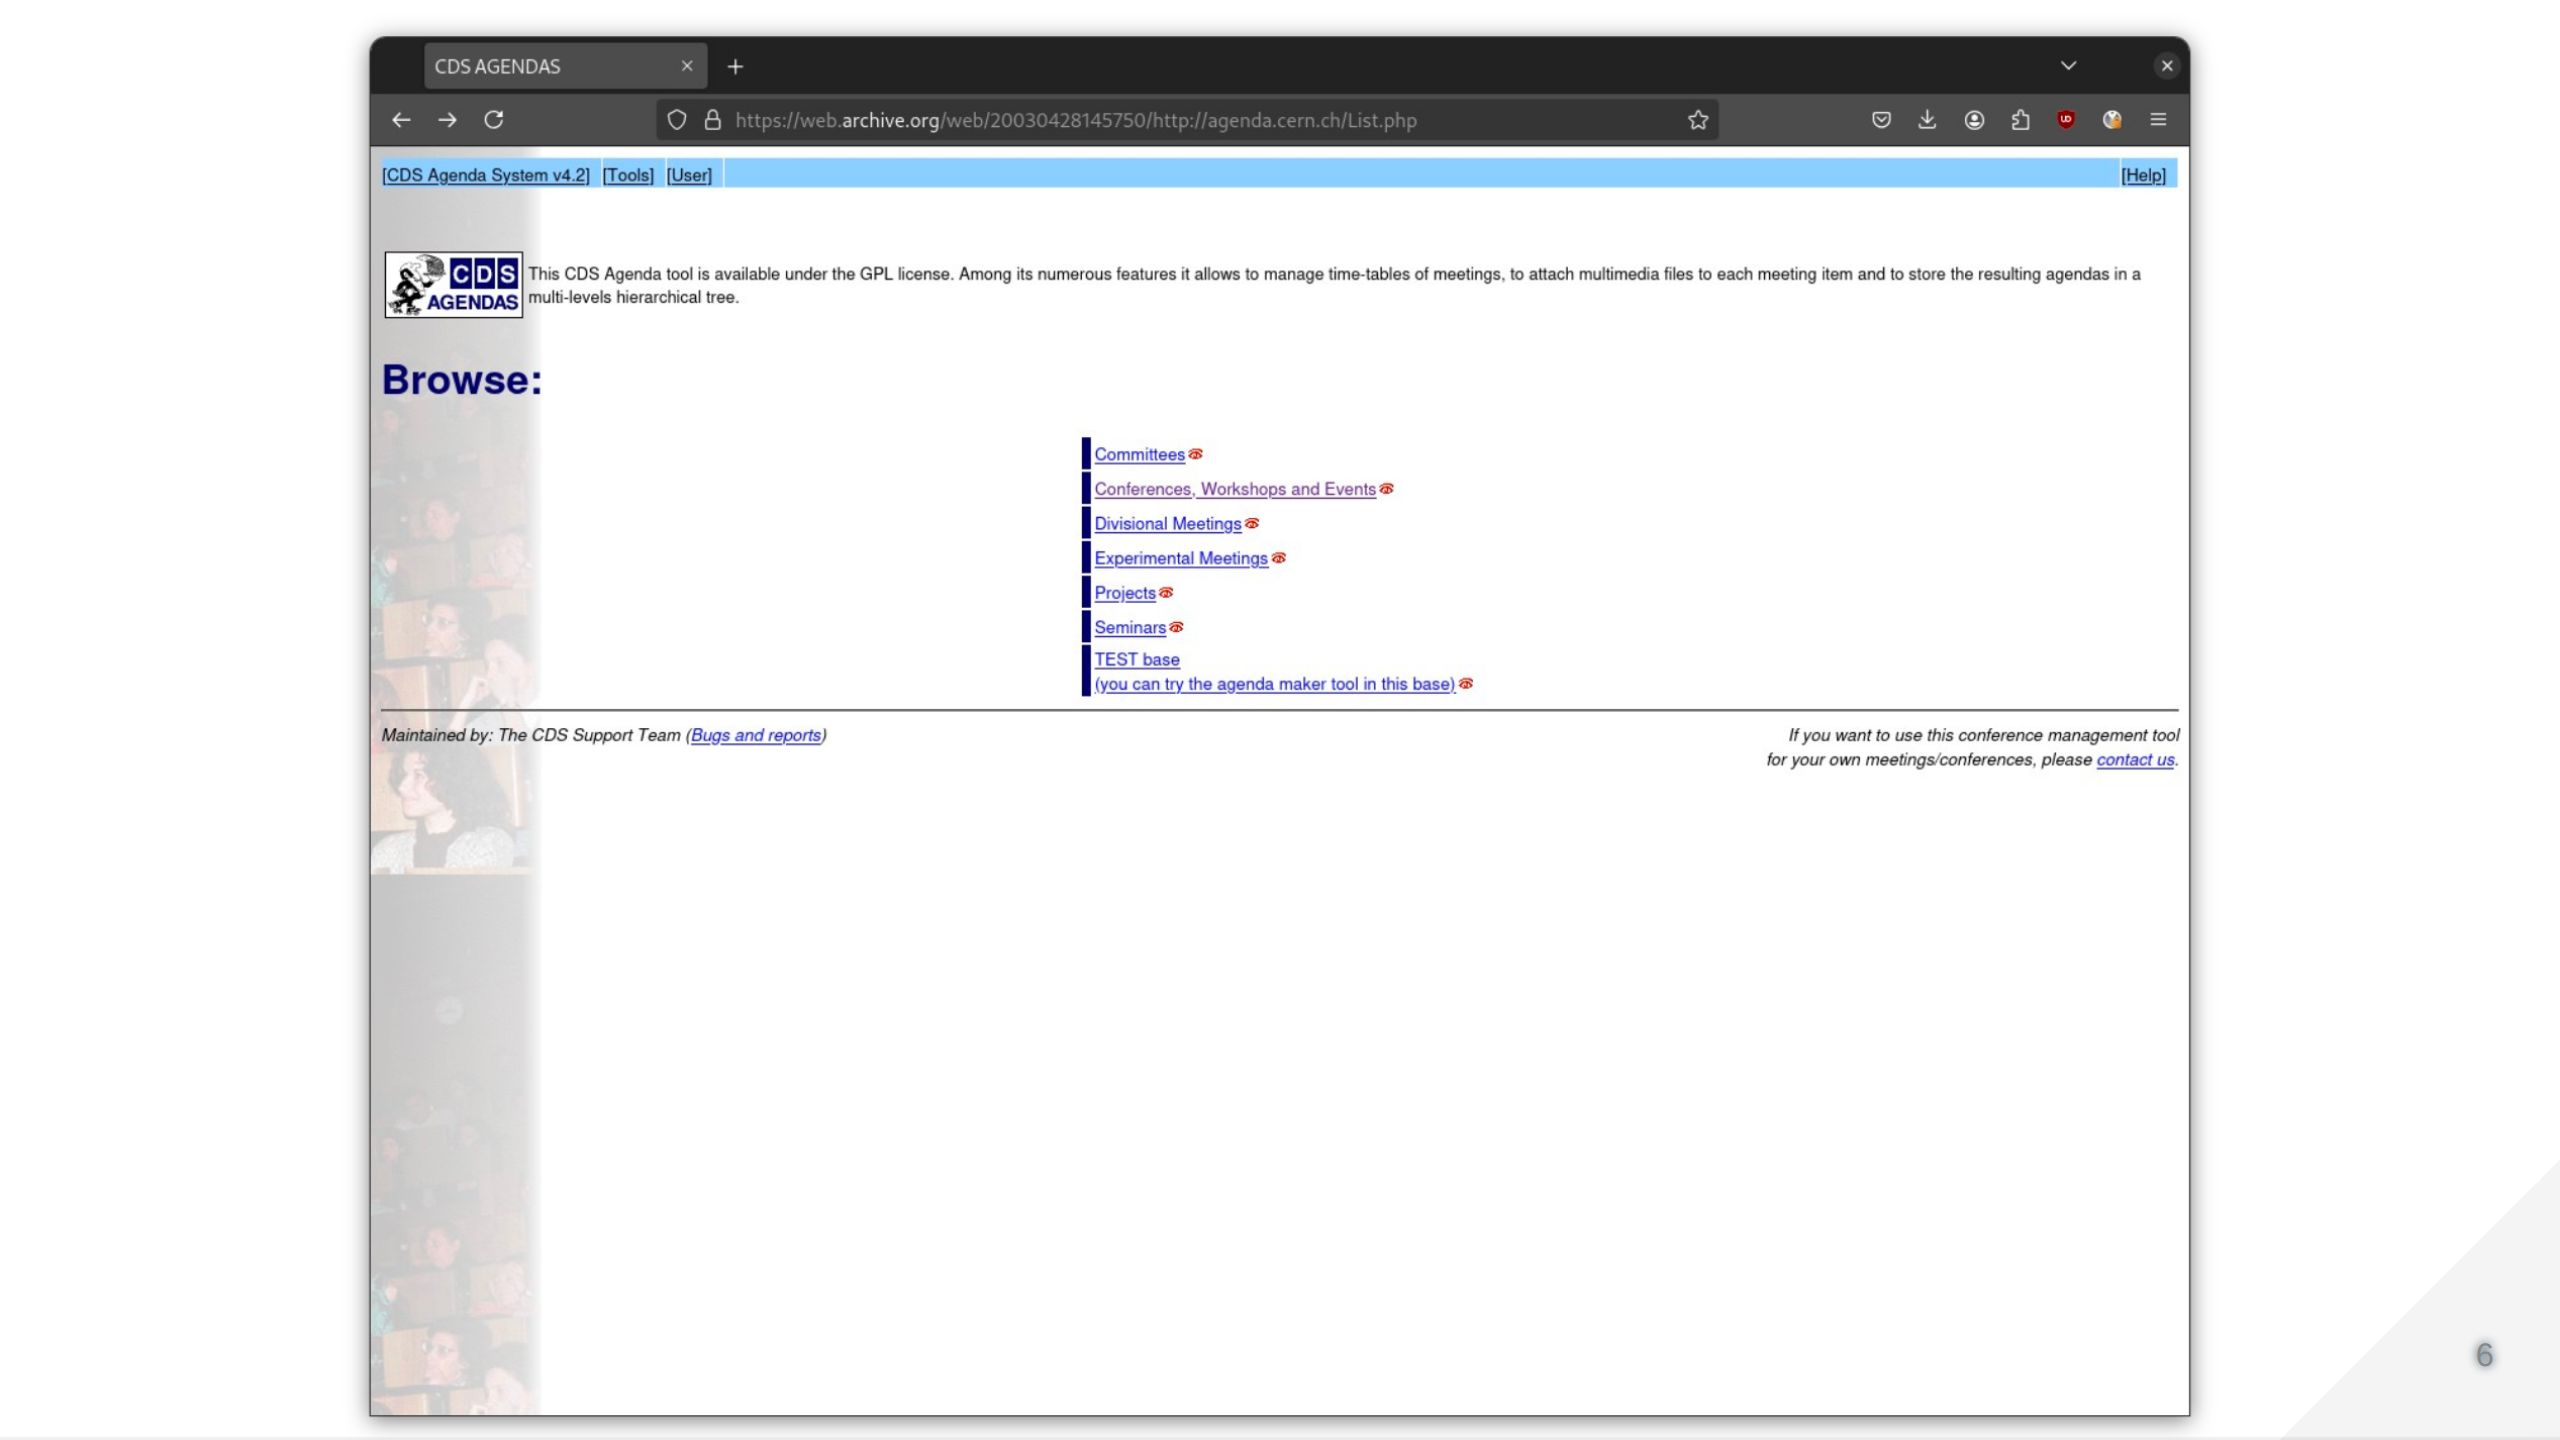 CDS AGENDAS
https://web.archive.org/web/20030428145750/http://agenda.cern.ch/List.php
[CDS Agenda System v4.2] [Tools] [User] [Help]
CDS
AGENDAS
This CDS Agenda tool is available under the GPL license. Among its numerous features it allows to manage time-tables of meetings, to attach multimedia files to each meeting item and to store the resulting agendas in a
multi-levels hierarchical tree.
Browse:
Committees
Conferences, Workshops and Events
Divisional Meetings
Experimental Meetings
Projects
Seminars
TEST base
(you can try the agenda maker tool in this base)
Maintained by: The CDS Support Team (Bugs and reports)
If you want to use this conference management tool
for your own meetings/conferences, please contact us.
6